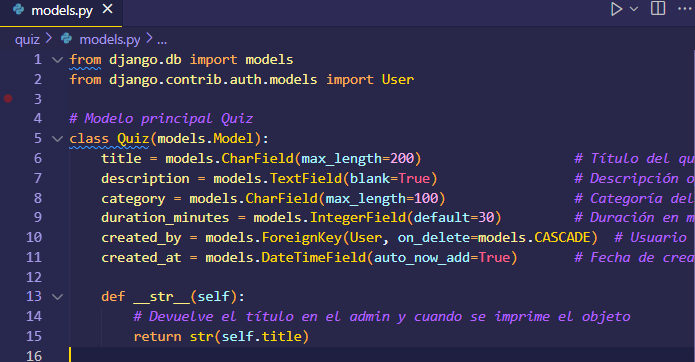 models.py
quiz > models.py > ...
1 from django.db import models
2 from django.contrib.auth.models import User
3
4 # Modelo principal Quiz
5 class Quiz(models.Model):
6 title = models.CharField(max_length=200) # Título del qu
7 description = models.TextField(blank=True) # Descripción o
8 category = models.CharField(max_length=100) # Categoría del
9 duration_minutes = models.IntegerField(default=30) # Duración en m
10 created_by = models.ForeignKey(User, on_delete=models.CASCADE) # Usuario
11 created_at = models.DateTimeField(auto_now_add=True) # Fecha de crea
12
13 def __str__(self):
14 # Devuelve el título en el admin y cuando se imprime el objeto
15 return str(self.title)
16